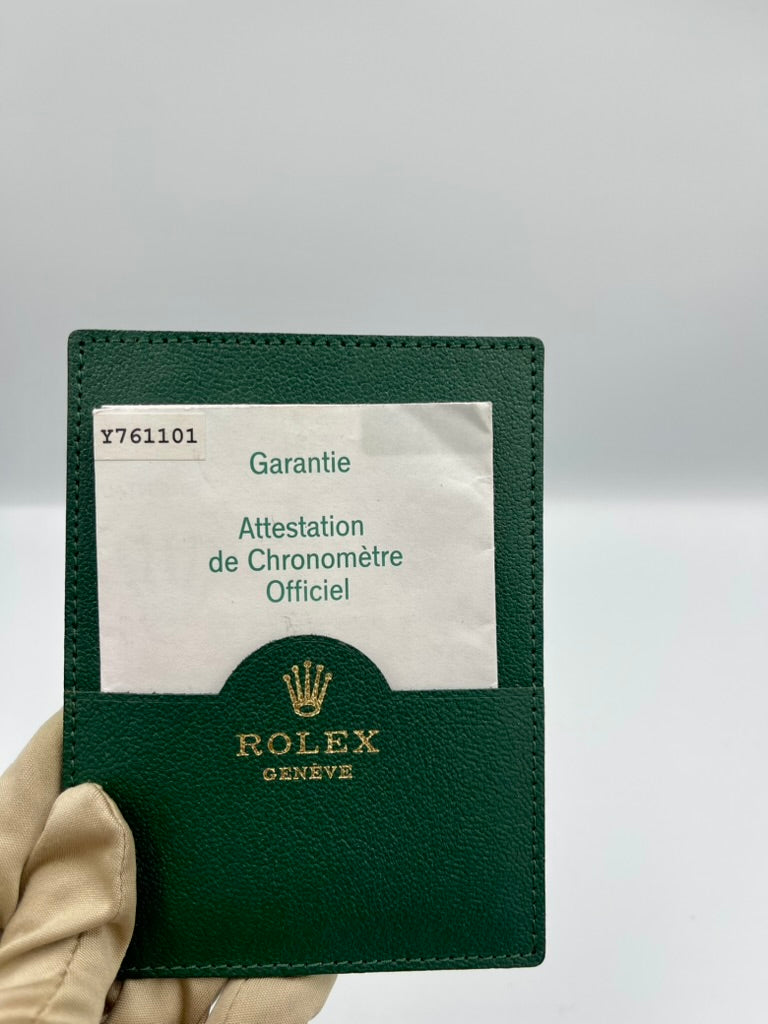 Y761101
Garantie
Attestation
de Chronomètre
Officiel
ROLEX
GENÈVE